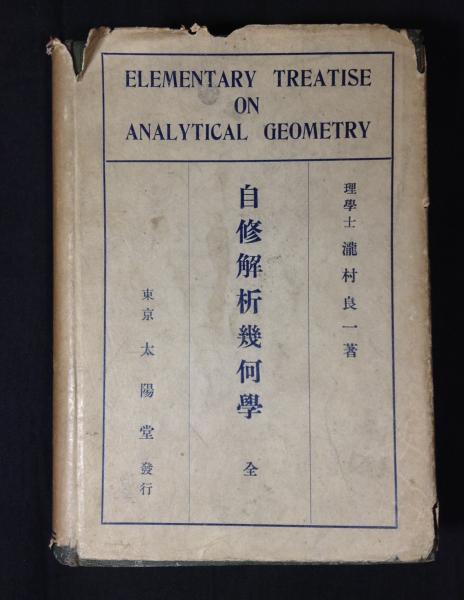 ELEMENTARY TREATISE
ON
ANALYTICAL GEOMETRY
理學士 瀧村良一著
自修解析幾何學 全
東京 太陽堂 發行